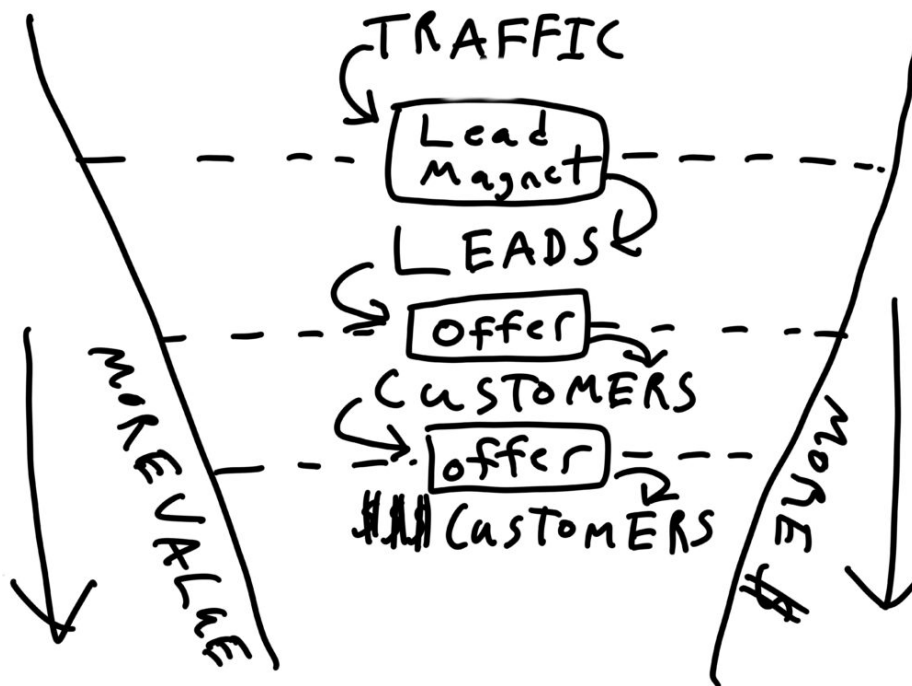 TRAFFIC
Lead
Magnet
LEADS
offer
CUSTOMERS
offer
$$$ CUSTOMERS
MORE VALUE
MORE $